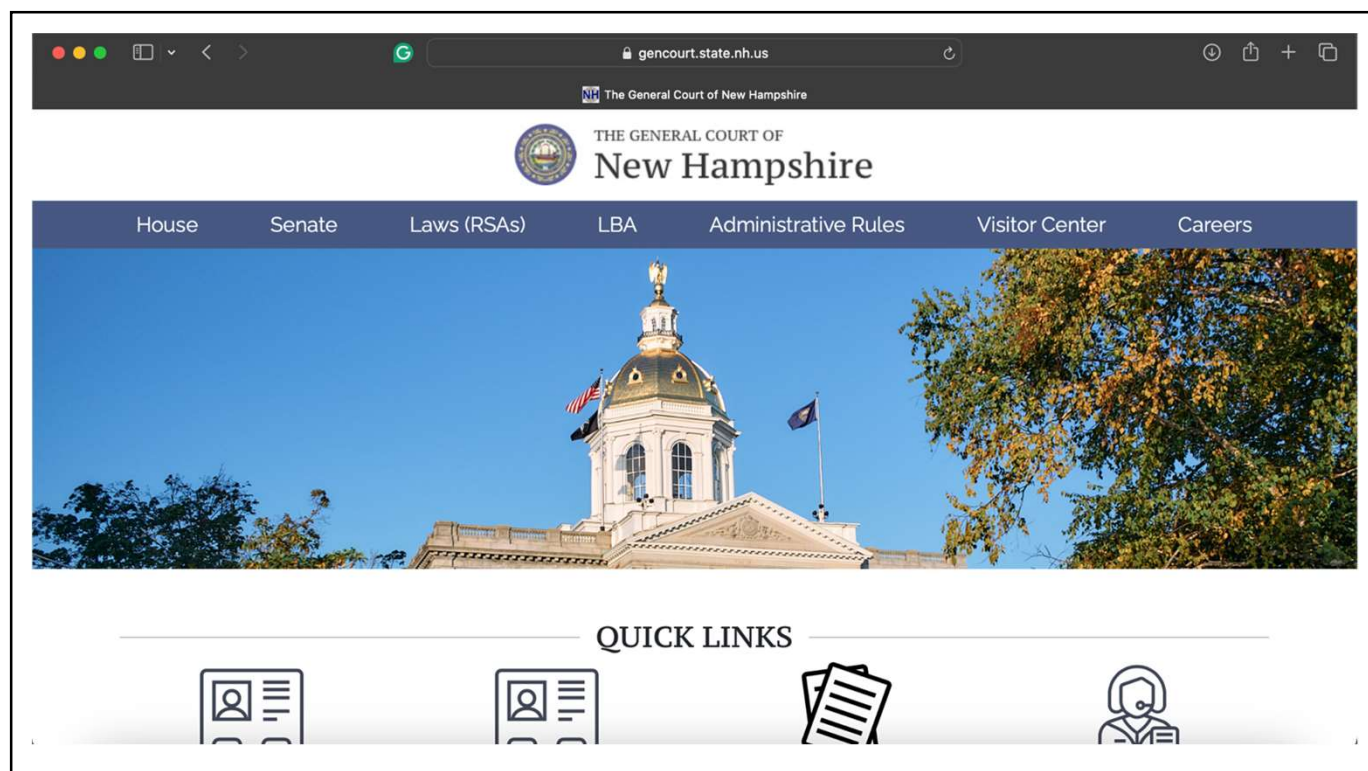 gencourt.state.nh.us
NH The General Court of New Hampshire
THE GENERAL COURT OF
New Hampshire
House Senate Laws (RSAs) LBA Administrative Rules Visitor Center Careers
QUICK LINKS